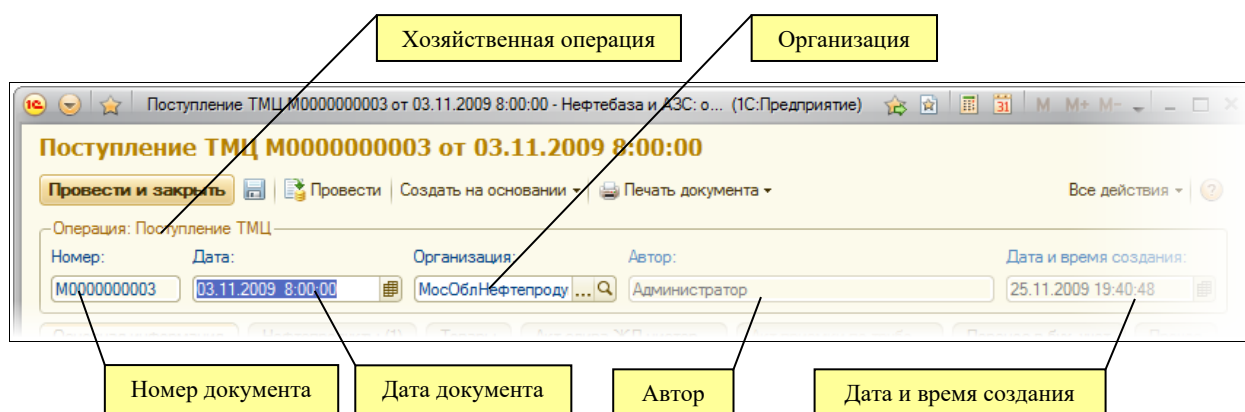 Хозяйственная операция Организация
1С Поступление ТМЦ М0000000003 от 03.11.2009 8:00:00 - Нефтебаза и АЗС: о... (1С:Предприятие) 31 M M+ M-
Поступление ТМЦ М0000000003 от 03.11.2009 8:00:00
Провести и закрыть Провести Создать на основании Печать документа Все действия ?
Операция: Поступление ТМЦ
Номер: Дата: Организация: Автор: Дата и время создания:
М0000000003 03.11.2009 8:00:00 МосОблНефтепроду ... Администратор 25.11.2009 19:40:48
Номер документа Дата документа Автор Дата и время создания